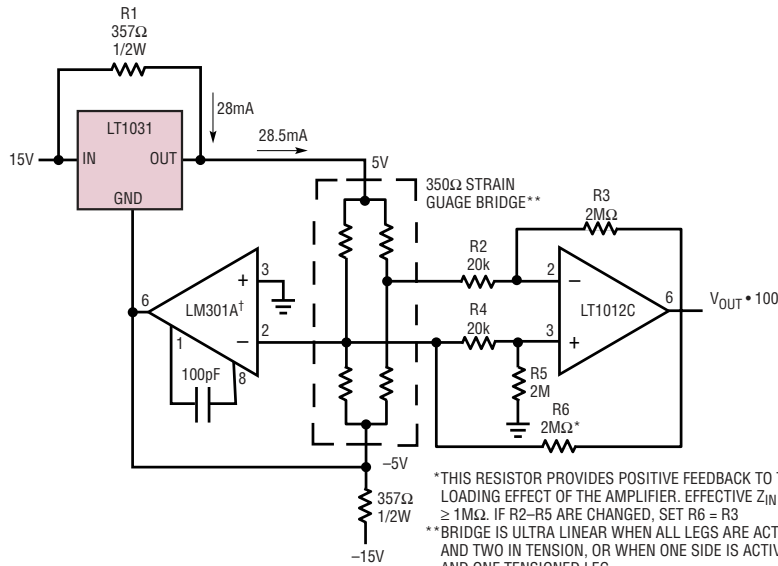 R1
357Ω
1/2W
28mA
LT1031
28.5mA
15V
IN
OUT
5V
GND
350Ω STRAIN
GUAGE BRIDGE**
R3
2MΩ
R2
20k
6
3
+
LM301A†
2
–
1
8
100pF
2
–
LT1012C
6
VOUT • 100
R4
20k
3
+
R5
2M
R6
2MΩ*
–5V
357Ω
1/2W
–15V
*THIS RESISTOR PROVIDES POSITIVE FEEDBACK TO
LOADING EFFECT OF THE AMPLIFIER. EFFECTIVE ZIN
≥ 1MΩ. IF R2–R5 ARE CHANGED, SET R6 = R3
**BRIDGE IS ULTRA LINEAR WHEN ALL LEGS ARE
AND TWO IN TENSION, OR WHEN ONE SIDE IS